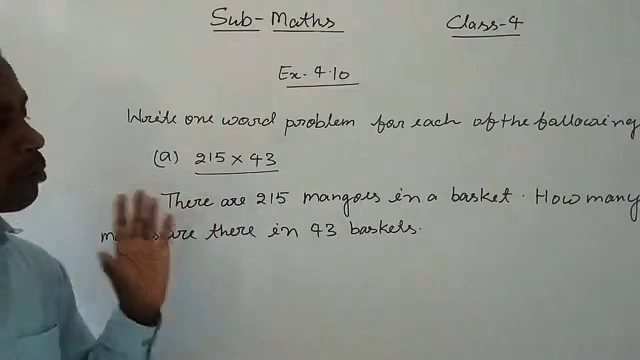 Sub- Maths
Class-4
Ex- 4.10
Write one word problem for each of the following
(a) 215 × 43
There are 215 mangoes in a basket. How many
are there in 43 baskets.